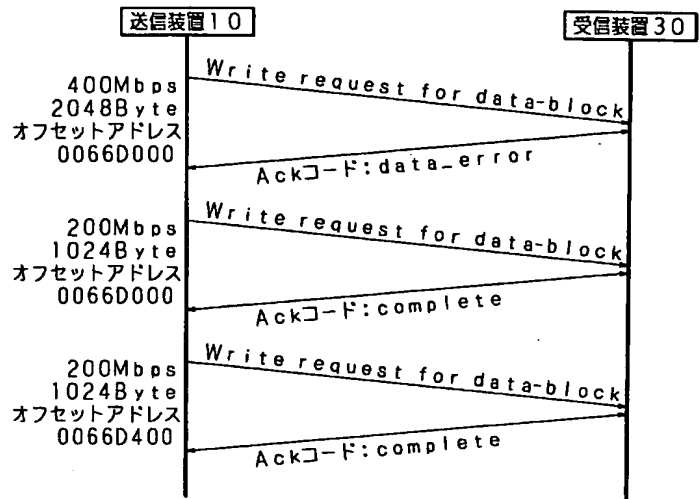 送信装置10
受信装置30
Write request for data-block
400Mbps
2048Byte
オフセットアドレス
0066D000
Ackコード:data_error
Write request for data-block
200Mbps
1024Byte
オフセットアドレス
0066D000
Ackコード:complete
Write request for data-block
200Mbps
1024Byte
オフセットアドレス
0066D400
Ackコード:complete